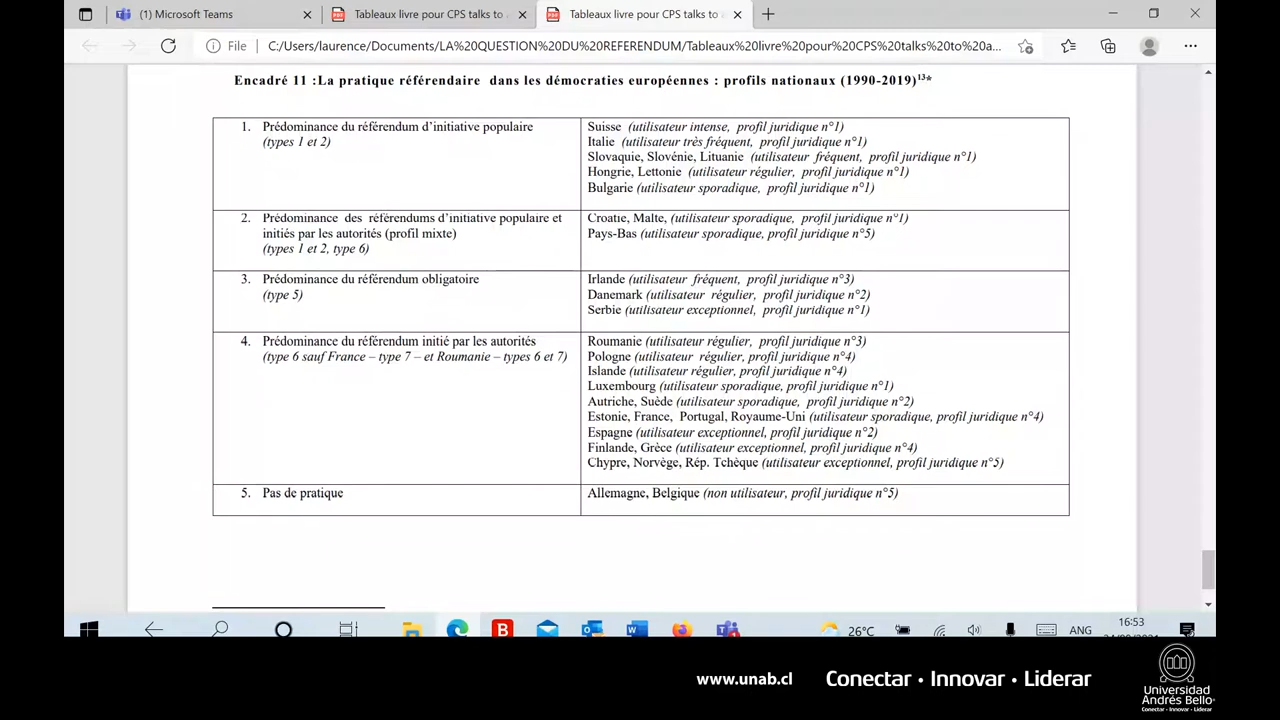 (1) Microsoft Teams
Tableaux livre pour CPS talks to
Tableaux livre pour CPS talks to
File
C:/Users/laurence/Documents/LA%20QUESTION%20DU%20REFERENDUM/Tableaux%20livre%20pour%20CPS%20talks%20to%20a...
Encadré 11 :La pratique référendaire dans les démocraties européennes : profils nationaux (1990-2019)13*
1. Prédominance du référendum d’initiative populaire
(types 1 et 2)
Suisse (utilisateur intense, profil juridique n°1)
Italie (utilisateur très fréquent, profil juridique n°1)
Slovaquie, Slovénie, Lituanie (utilisateur fréquent, profil juridique n°1)
Hongrie, Lettonie (utilisateur régulier, profil juridique n°1)
Bulgarie (utilisateur sporadique, profil juridique n°1)
2. Prédominance des référendums d’initiative populaire et
initiés par les autorités (profil mixte)
(types 1 et 2, type 6)
Croatie, Malte, (utilisateur sporadique, profil juridique n°1)
Pays-Bas (utilisateur sporadique, profil juridique n°5)
3. Prédominance du référendum obligatoire
(type 5)
Irlande (utilisateur fréquent, profil juridique n°3)
Danemark (utilisateur régulier, profil juridique n°2)
Serbie (utilisateur exceptionnel, profil juridique n°1)
4. Prédominance du référendum initié par les autorités
(type 6 sauf France – type 7 – et Roumanie – types 6 et 7)
Roumanie (utilisateur régulier, profil juridique n°3)
Pologne (utilisateur régulier, profil juridique n°4)
Islande (utilisateur régulier, profil juridique n°4)
Luxembourg (utilisateur sporadique, profil juridique n°1)
Autriche, Suède (utilisateur sporadique, profil juridique n°2)
Estonie, France, Portugal, Royaume-Uni (utilisateur sporadique, profil juridique n°4)
Espagne (utilisateur exceptionnel, profil juridique n°2)
Finlande, Grèce (utilisateur exceptionnel, profil juridique n°4)
Chypre, Norvège, Rép. Tchèque (utilisateur exceptionnel, profil juridique n°5)
5. Pas de pratique
Allemagne, Belgique (non utilisateur, profil juridique n°5)
26°C
ANG
16:53
www.unab.cl
Conectar · Innovar · Liderar
Universidad
Andrés Bello
Conectar · Innovar · Liderar